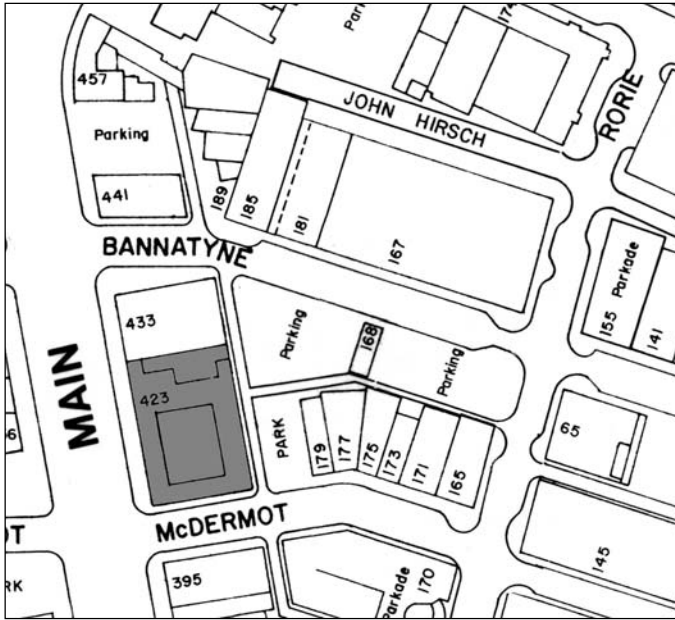 174
457
JOHN HIRSCH
RORIE
Parking
441
189
185
181
167
BANNATYNE
155
Parkade
141
433
Parking
168
Parking
MAIN
423
PARK
179
177
175
173
171
165
65
McDERMOT
145
395
Parkade
170